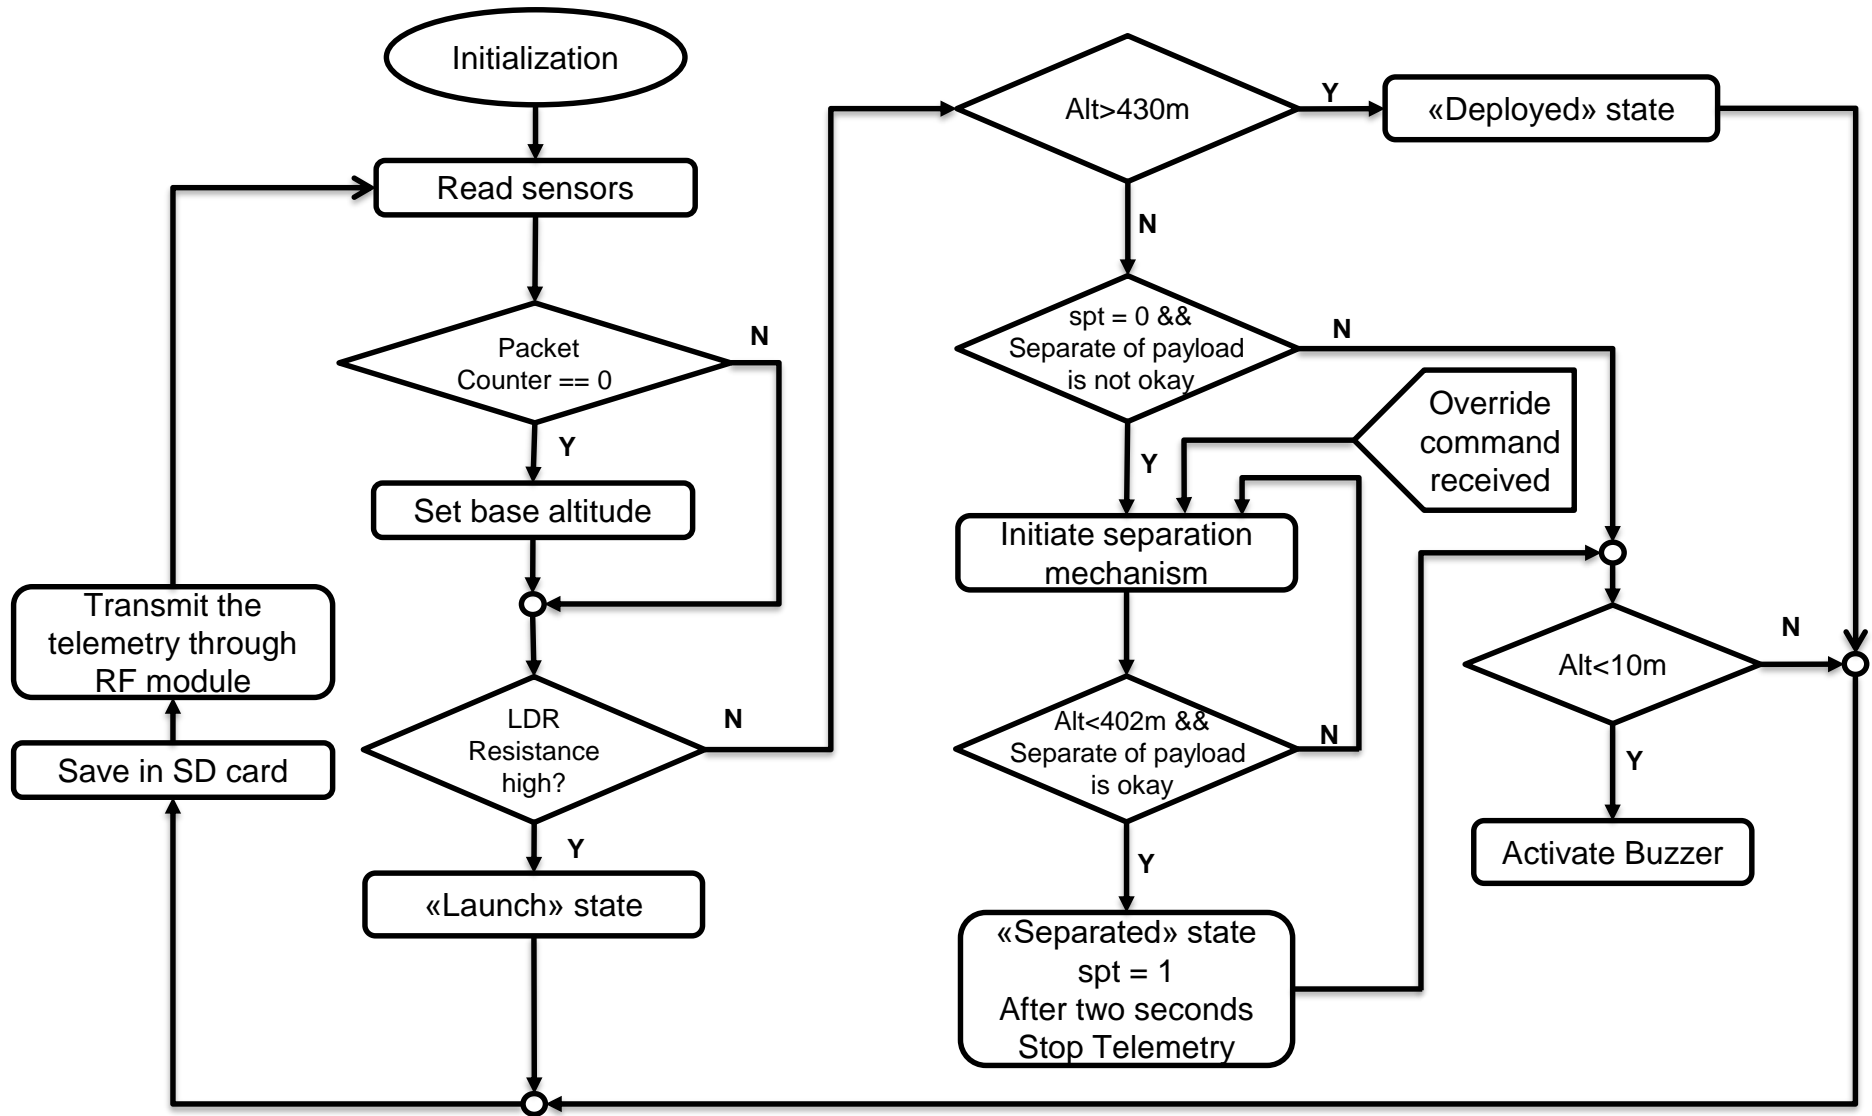 Initialization
Read sensors
Packet
Counter == 0
N
Y
Set base altitude
LDR
Resistance
high?
N
Y
«Launch» state
Transmit the
telemetry through
RF module
Save in SD card
Alt>430m
Y
«Deployed» state
N
spt = 0 &&
Separate of payload
is not okay
N
Y
Override
command
received
Initiate separation
mechanism
Alt<402m &&
Separate of payload
is okay
N
Y
«Separated» state
spt = 1
After two seconds
Stop Telemetry
Alt<10m
N
Y
Activate Buzzer